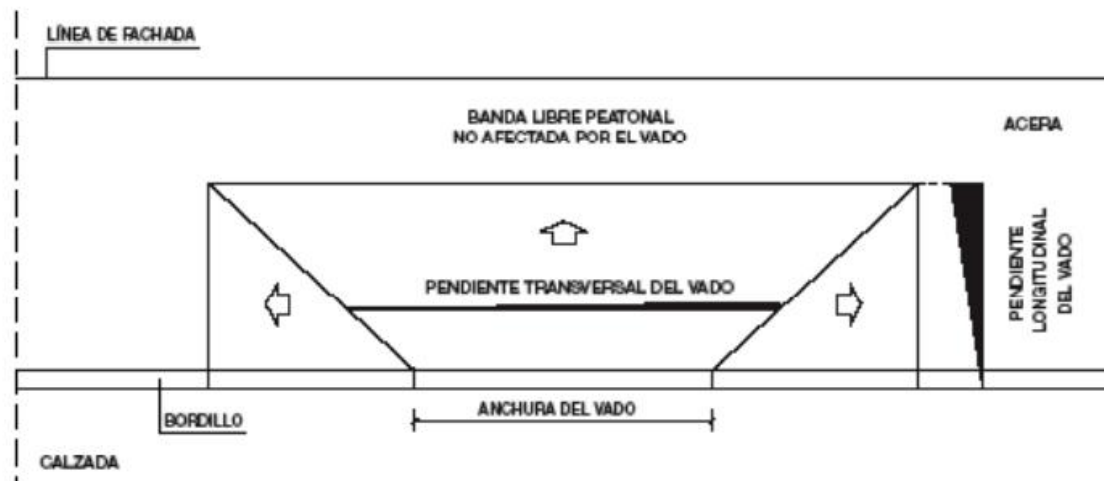 LÍNEA DE FACHADA
BANDA LIBRE PEATONAL
NO AFECTADA POR EL VADO
ACERA
PENDIENTE TRANSVERSAL DEL VADO
PENDIENTE
LONGITUDINAL
DEL VADO
ANCHURA DEL VADO
BORDILLO
CALZADA